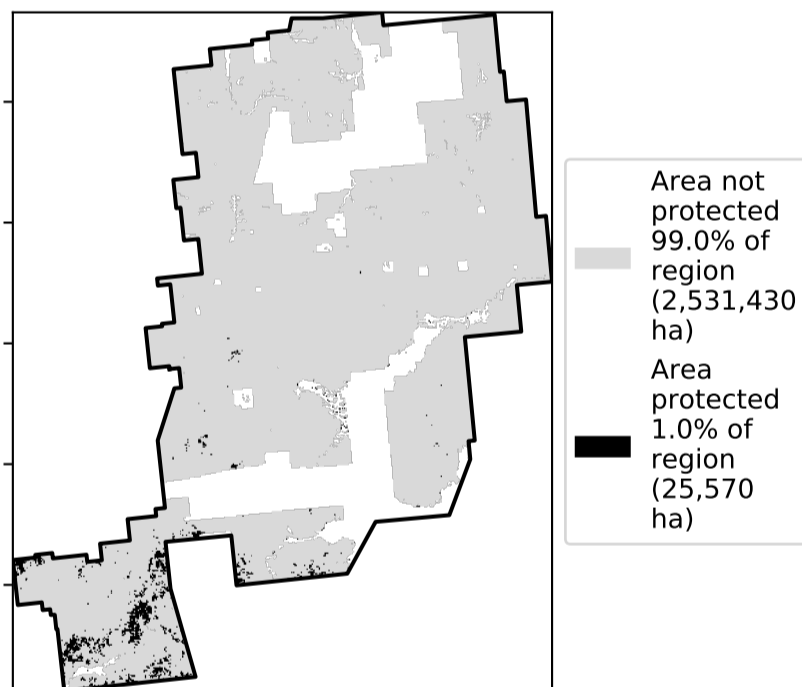 Area not
protected
99.0% of
region
(2,531,430
ha)
Area
protected
1.0% of
region
(25,570
ha)